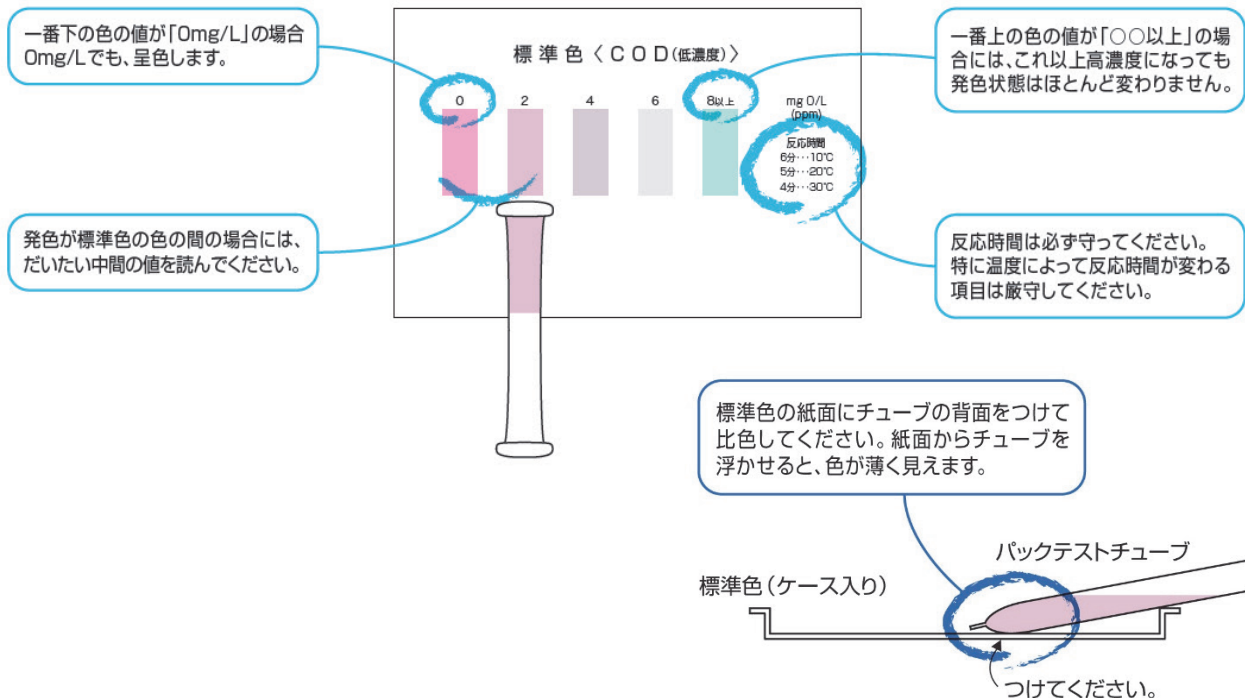 一番下の色の値が「0mg/L」の場合
0mg/Lでも、呈色します。
標準色〈COD(低濃度)〉
0 2 4 6 8以上 mg O/L
(ppm)
反応時間
6分…10℃
5分…20℃
4分…30℃
一番上の色の値が「○○以上」の場
合には、これ以上高濃度になっても
発色状態はほとんど変わりません。
発色が標準色の色の間の場合には、
だいたい中間の値を読んでください。
反応時間は必ず守ってください。
特に温度によって反応時間が変わる
項目は厳守してください。
標準色の紙面にチューブの背面をつけて
比色してください。紙面からチューブを
浮かせると、色が薄く見えます。
パックテストチューブ
標準色(ケース入り)
つけてください。